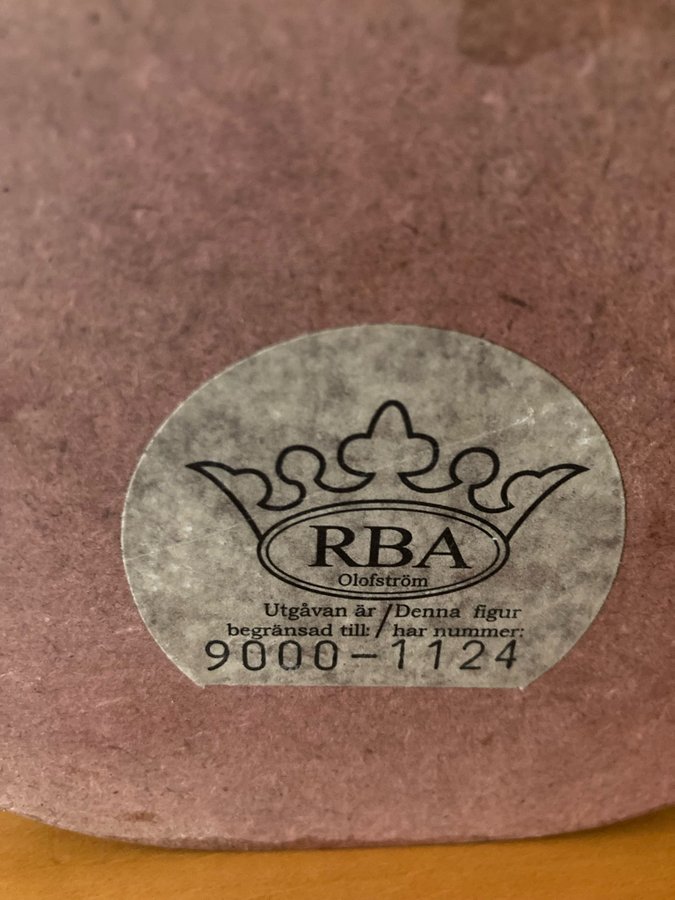 RBA
Olofström
Utgåvan är / Denna figur
begränsad till: / har nummer:
9000-1124